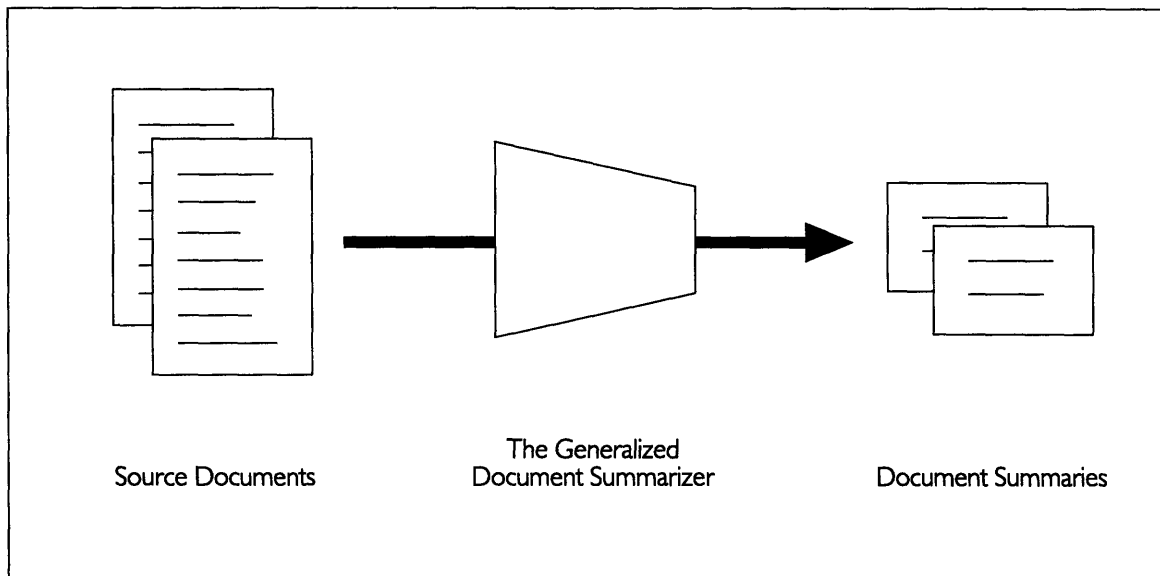 Source Documents
The Generalized
Document Summarizer
Document Summaries